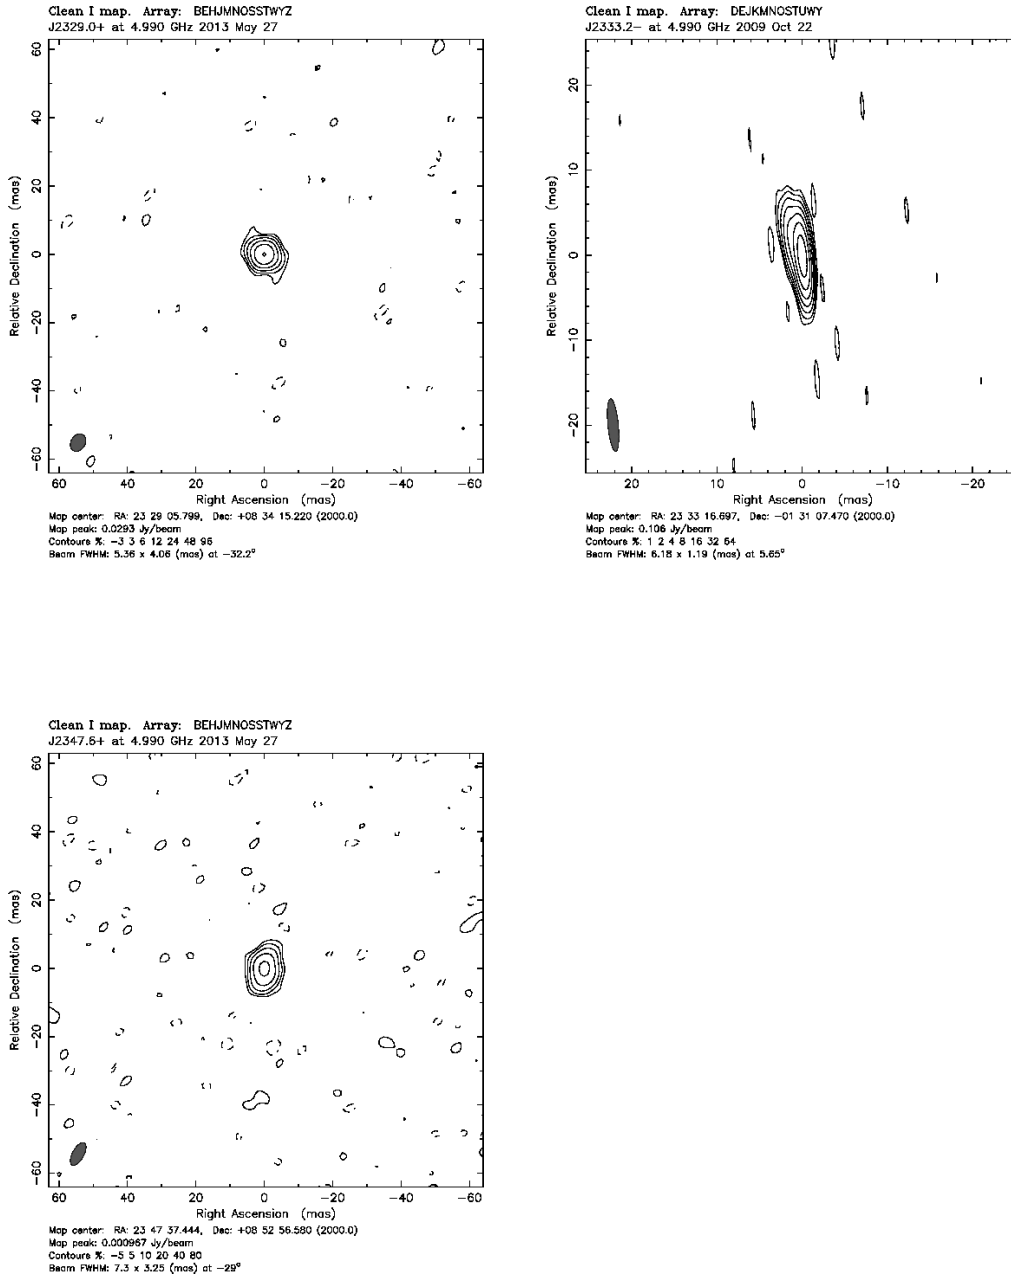 Clean I map. Array: BEHJMNOSSTWYZ
J2329.0+ at 4.990 GHz 2013 May 27
60
40
20
0
−20
−40
−60
Relative Declination (mas)
60 40 20 0 −20 −40 −60
Right Ascension (mas)
Map center: RA: 23 29 05.799, Dec: +08 34 15.220 (2000.0)
Map peak: 0.0293 Jy/beam
Contours %: −3 3 6 12 24 48 96
Beam FWHM: 5.36 x 4.06 (mas) at −32.2°
Clean I map. Array: DEJKMNOSTUWY
J2333.2− at 4.990 GHz 2009 Oct 22
20
10
0
−10
−20
Relative Declination (mas)
20 10 0 −10 −20
Right Ascension (mas)
Map center: RA: 23 33 16.697, Dec: −01 31 07.470 (2000.0)
Map peak: 0.106 Jy/beam
Contours %: 1 2 4 8 16 32 64
Beam FWHM: 6.18 x 1.19 (mas) at 5.65°
Clean I map. Array: BEHJMNOSSTWYZ
J2347.6+ at 4.990 GHz 2013 May 27
60
40
20
0
−20
−40
−60
Relative Declination (mas)
60 40 20 0 −20 −40 −60
Right Ascension (mas)
Map center: RA: 23 47 37.444, Dec: +08 52 56.580 (2000.0)
Map peak: 0.000967 Jy/beam
Contours %: −5 5 10 20 40 80
Beam FWHM: 7.3 x 3.25 (mas) at −29°